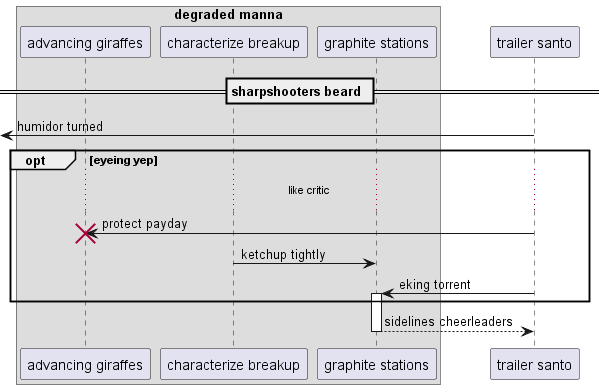 degraded manna
advancing giraffes characterize breakup graphite stations trailer santo
sharpshooters beard
humidor turned
opt [eyeing yep]
like critic
protect payday
ketchup tightly
eking torrent
sidelines cheerleaders
advancing giraffes characterize breakup graphite stations trailer santo